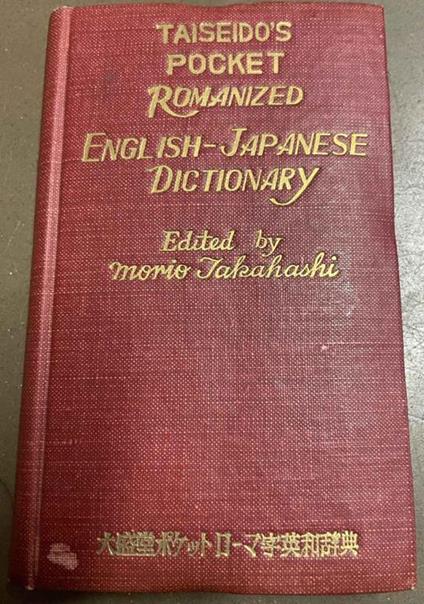 TAISEIDO'S
POCKET
ROMANIZED
ENGLISH-JAPANESE
DICTIONARY
Edited by
Morio Takahashi
大盛堂ポケットローマ字英和辞典